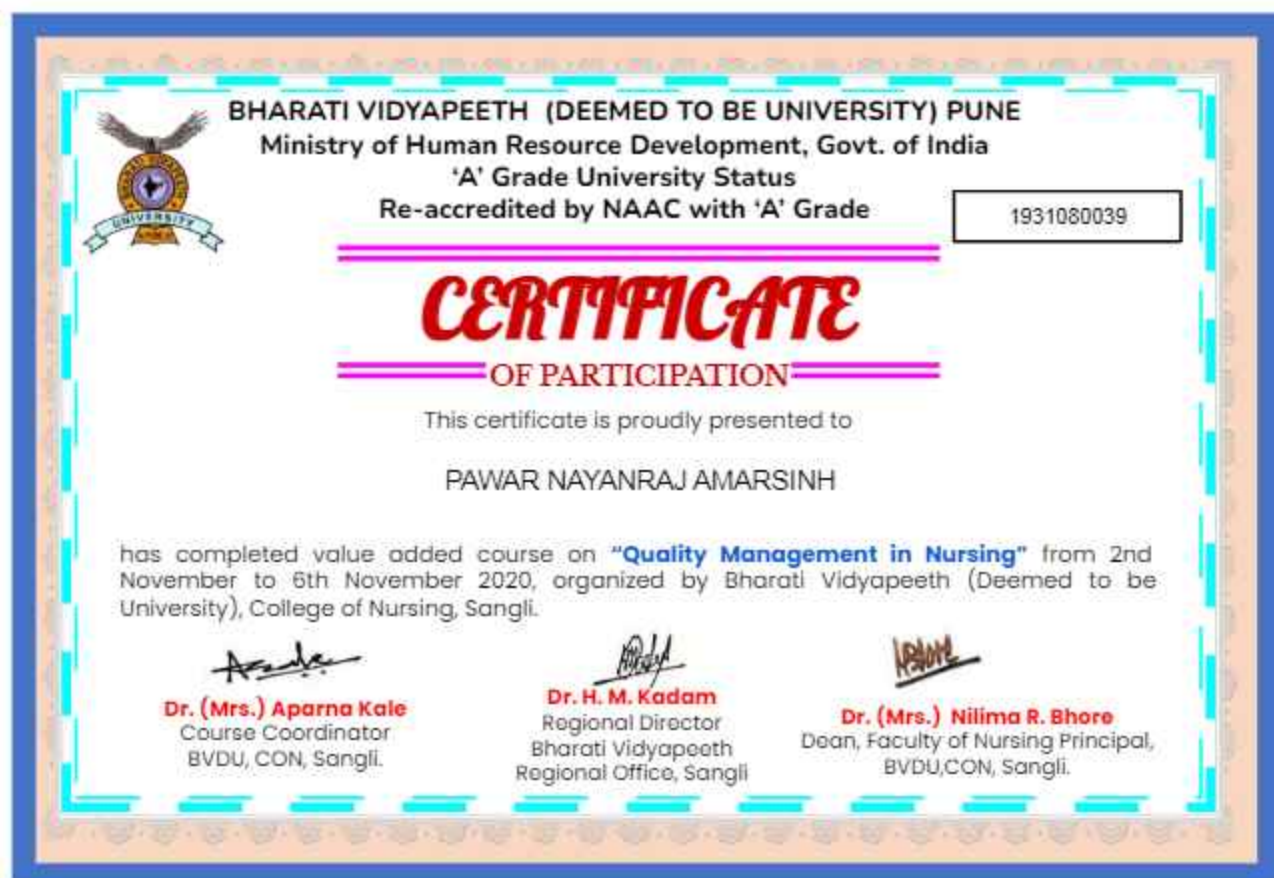 BHARATI VIDYAPEETH (DEEMED TO BE UNIVERSITY) PUNE
Ministry of Human Resource Development, Govt. of India
‘A’ Grade University Status
Re-accredited by NAAC with ‘A’ Grade
1931080039
BHARATI VIDYAPEETH
UNIVERSITY
CERTIFICATE
OF PARTICIPATION
This certificate is proudly presented to
PAWAR NAYANRAJ AMARSINH
has completed value added course on “Quality Management in Nursing” from 2nd
November to 6th November 2020, organized by Bharati Vidyapeeth (Deemed to be
University), College of Nursing, Sangli.
Dr. (Mrs.) Aparna Kale
Course Coordinator
BVDU, CON, Sangli.
Dr. H. M. Kadam
Regional Director
Bharati Vidyapeeth
Regional Office, Sangli
Dr. (Mrs.) Nilima R. Bhore
Dean, Faculty of Nursing Principal,
BVDU,CON, Sangli.